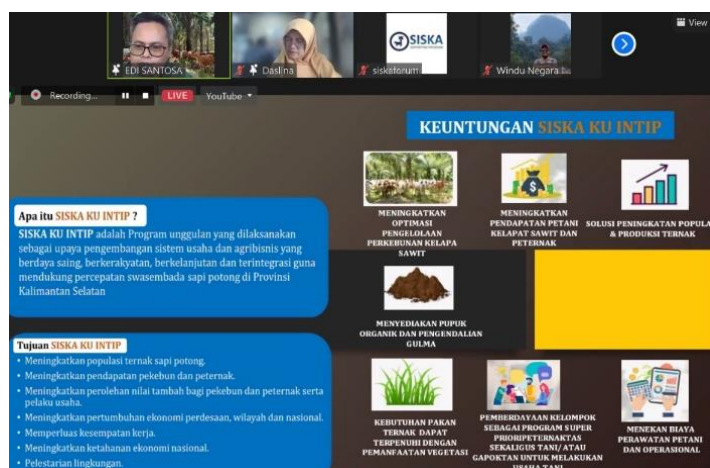 View
EDI SANTOSA
Daslina
SISKA
siskaforum
Windu Negara
Recording...
LIVE
YouTube
KEUNTUNGAN SISKA KU INTIP
Apa itu SISKA KU INTIP ?
SISKA KU INTIP adalah Program unggulan yang dilaksanakan
sebagai upaya pengembangan sistem usaha dan agribisnis yang
berdaya saing, berkerakyatan, berkelanjutan dan terintegrasi guna
mendukung percepatan swasembada sapi potong di Provinsi
Kalimantan Selatan
Tujuan SISKA KU INTIP
• Meningkatkan populasi ternak sapi potong.
• Meningkatkan pendapatan pekebun dan peternak.
• Meningkatkan perolehan nilai tambah bagi pekebun dan peternak serta
pelaku usaha.
• Meningkatkan pertumbuhan ekonomi perdesaan, wilayah dan nasional.
• Memperluas kesempatan kerja.
• Meningkatkan ketahanan ekonomi nasional.
• Pelestarian lingkungan.
MENINGKATKAN
OPTIMASI
PENGELOLAAN
PERKEBUNAN KELAPA
SAWIT
MENINGKATKAN
PENDAPATAN PETANI
KELAPAT SAWIT DAN
PETERNAK
SOLUSI PENINGKATAN POPULA
& PRODUKSI TERNAK
MENYEDIAKAN PUPUK
ORGANIK DAN PENGENDALIAN
GULMA
KEBUTUHAN PAKAN
TERNAK DAPAT
TERPENUHI DENGAN
PEMANFAATAN VEGETASI
PEMBERDAYAAN KELOMPOK
SEBAGAI PROGRAM SUPER
PRIORIPETERNAKTAS
SEKALIGUS TANI/ ATAU
GAPOKTAN UNTUK MELAKUKAN
USAHA TANI
MENEKAN BIAYA
PERAWATAN PETANI
DAN OPERASIONAL